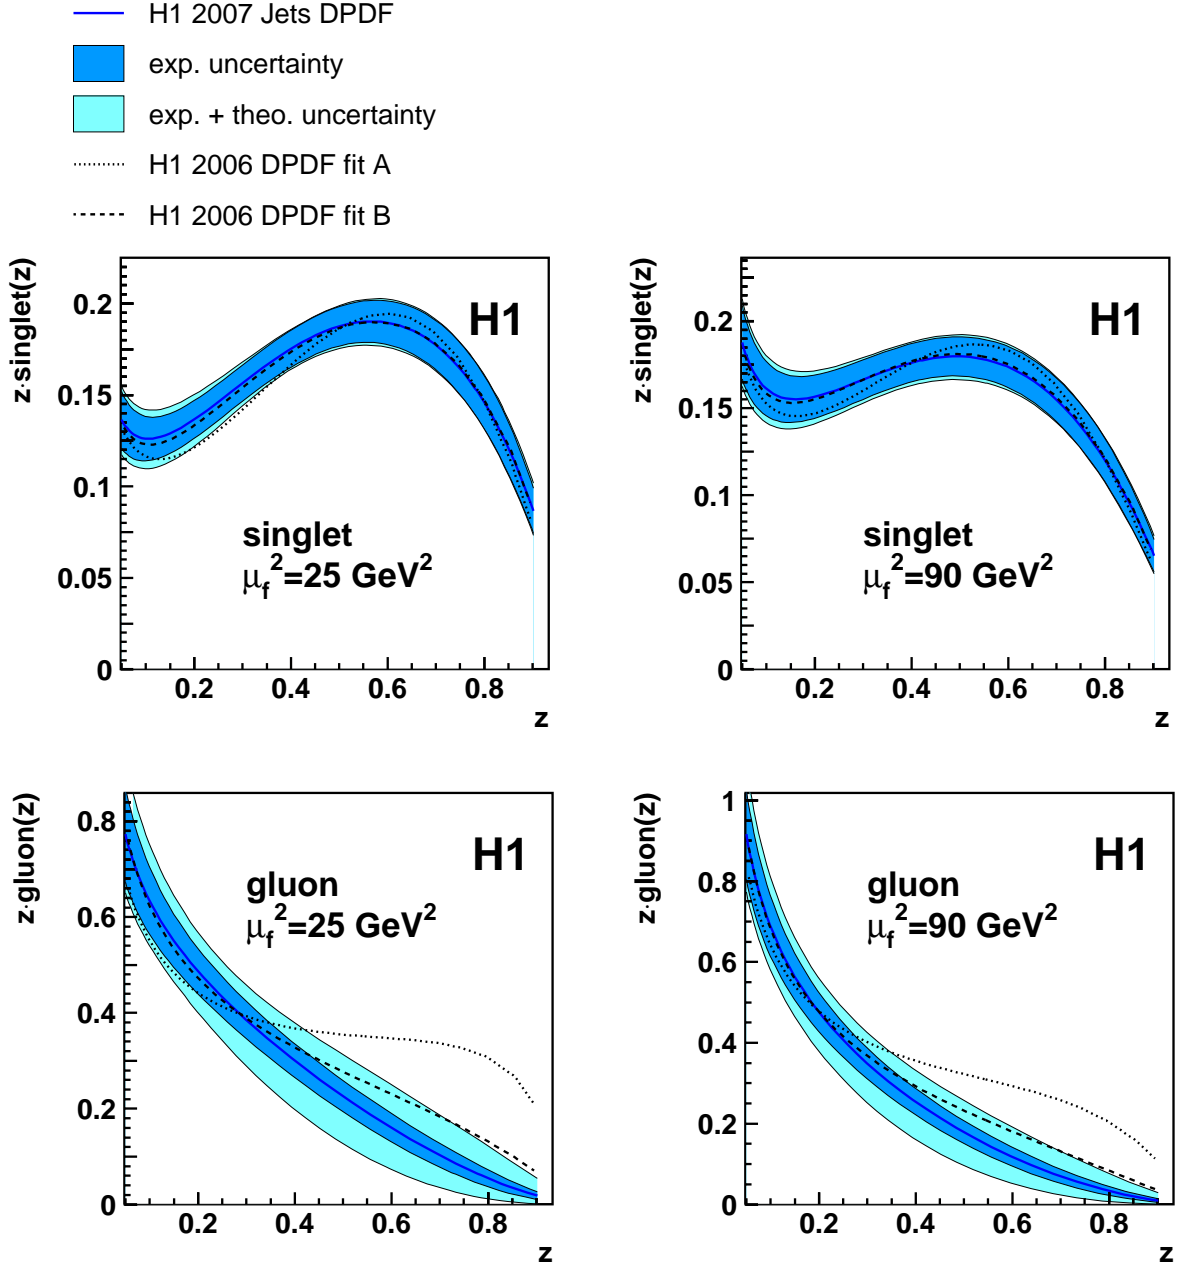 H1 2007 Jets DPDF
exp. uncertainty
exp. + theo. uncertainty
H1 2006 DPDF fit A
H1 2006 DPDF fit B
z·singlet(z)
0.2
0.15
0.1
0.05
0
H1
singlet
μf²=25 GeV²
0.2 0.4 0.6 0.8
z
z·singlet(z)
0.2
0.15
0.1
0.05
0
H1
singlet
μf²=90 GeV²
0.2 0.4 0.6 0.8
z
z·gluon(z)
0.8
0.6
0.4
0.2
0
H1
gluon
μf²=25 GeV²
0.2 0.4 0.6 0.8
z
z·gluon(z)
1
0.8
0.6
0.4
0.2
0
H1
gluon
μf²=90 GeV²
0.2 0.4 0.6 0.8
z